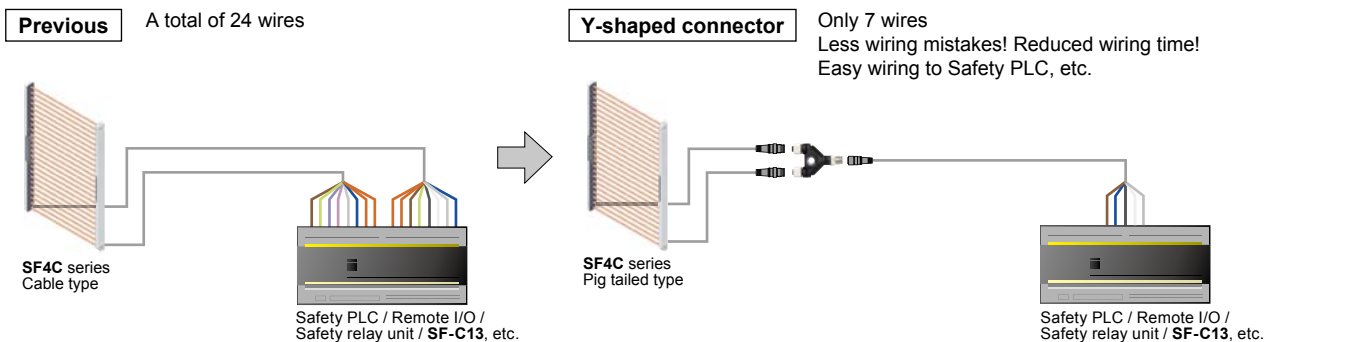 Previous
A total of 24 wires
SF4C series
Cable type
Safety PLC / Remote I/O /
Safety relay unit / SF-C13, etc.
Y-shaped connector
Only 7 wires
Less wiring mistakes! Reduced wiring time!
Easy wiring to Safety PLC, etc.
SF4C series
Pig tailed type
Safety PLC / Remote I/O /
Safety relay unit / SF-C13, etc.